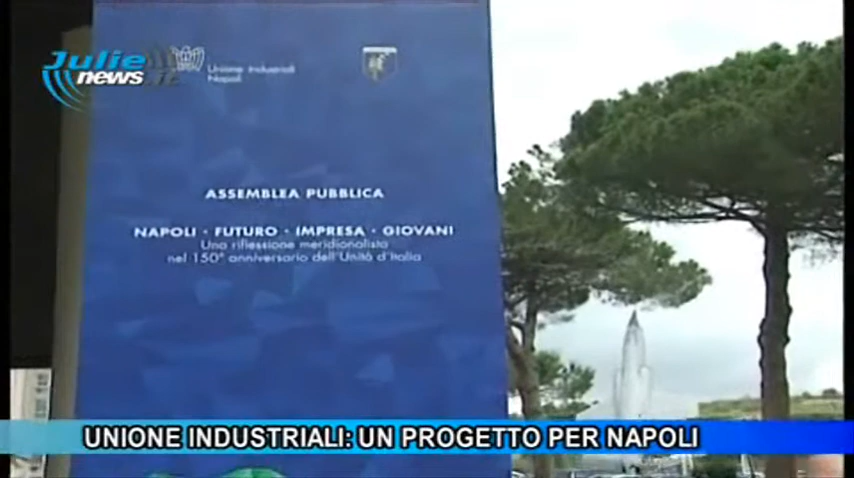 Julie
news.it
Unione Industriali
Napoli
ASSEMBLEA PUBBLICA
NAPOLI · FUTURO · IMPRESA · GIOVANI
Una riflessione meridionalista
nel 150° anniversario dell'Unità d'Italia
UNIONE INDUSTRIALI: UN PROGETTO PER NAPOLI